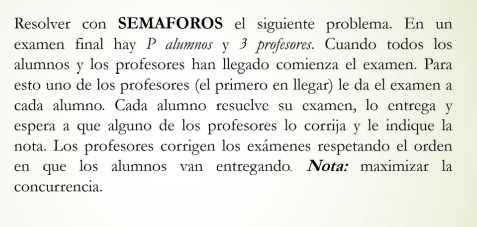 Resolver con SEMAFOROS el siguiente problema. En un
examen final hay P alumnos y 3 profesores. Cuando todos los
alumnos y los profesores han llegado comienza el examen. Para
esto uno de los profesores (el primero en llegar) le da el examen a
cada alumno. Cada alumno resuelve su examen, lo entrega y
espera a que alguno de los profesores lo corrija y le indique la
nota. Los profesores corrigen los exámenes respetando el orden
en que los alumnos van entregando. Nota: maximizar la
concurrencia.